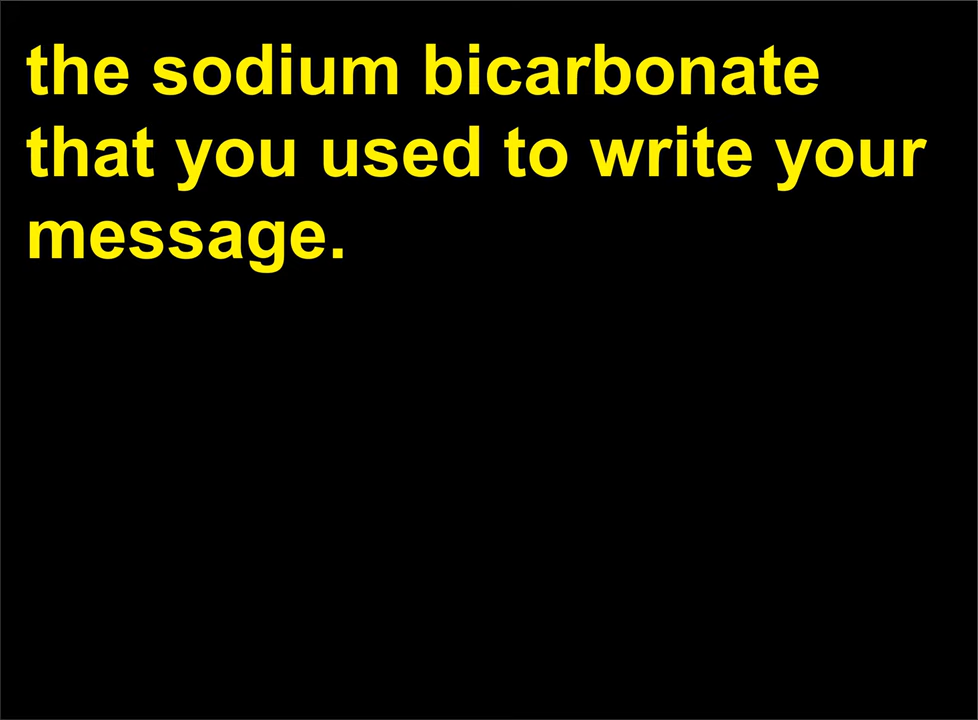 the sodium bicarbonate
that you used to write your
message.